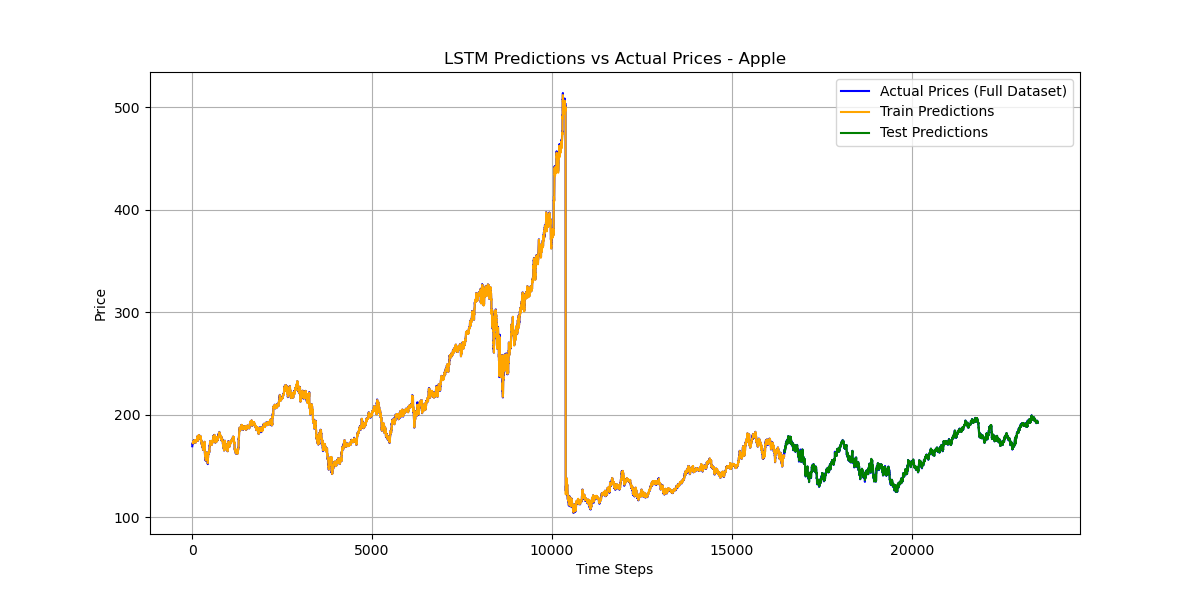 LSTM Predictions vs Actual Prices - Apple
Actual Prices (Full Dataset)
Train Predictions
Test Predictions
500
400
300
200
100
Price
0
5000
10000
15000
20000
Time Steps